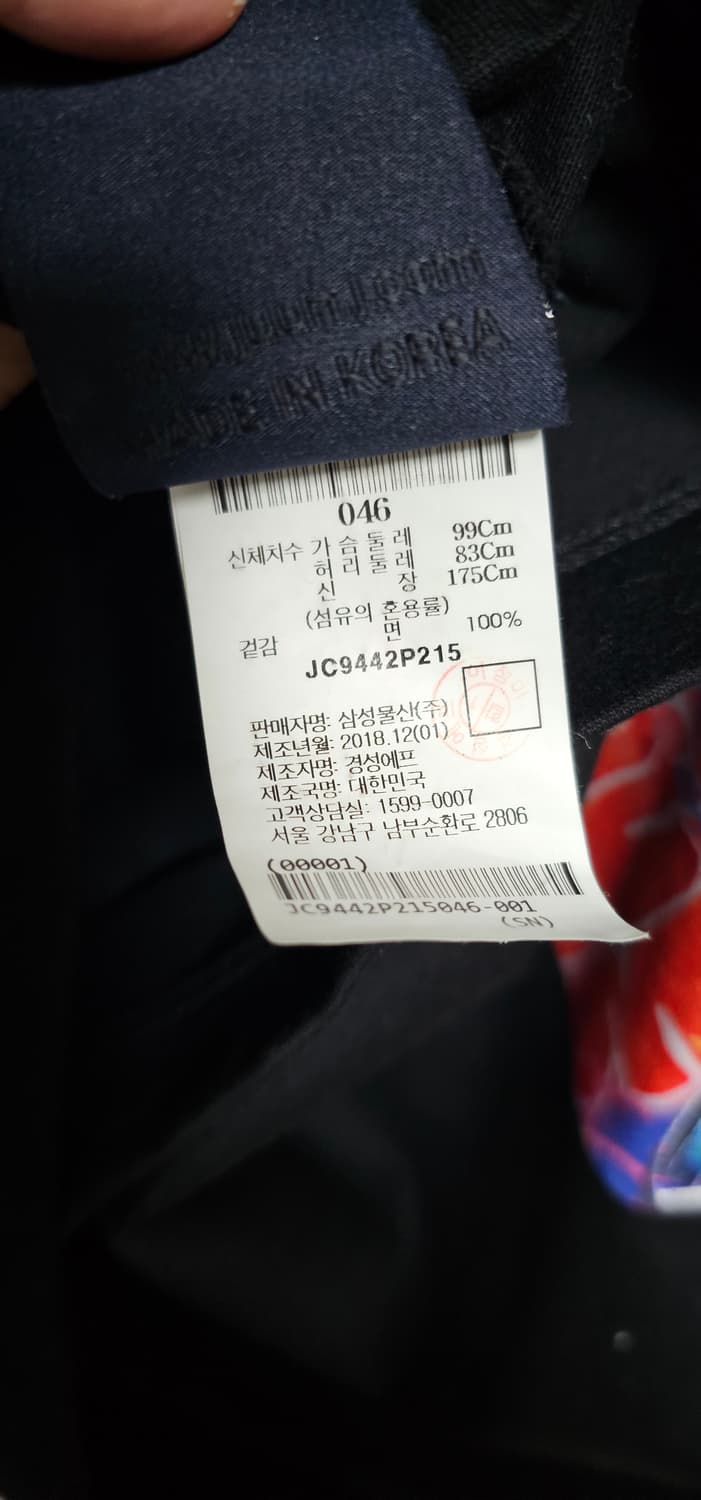 MADE IN KOREA
046
신체치수 가슴둘레 99Cm
허리둘레 83Cm
신장 175Cm
(섬유의 혼용률)
겉감 면 100%
JC9442P215
판매자명: 삼성물산(주)
제조년월: 2018.12(01)
제조자명: 경성에프
제조국명: 대한민국
고객상담실: 1599-0007
서울 강남구 남부순환로 2806
(00001)
JC9442P215046-001
(SN)